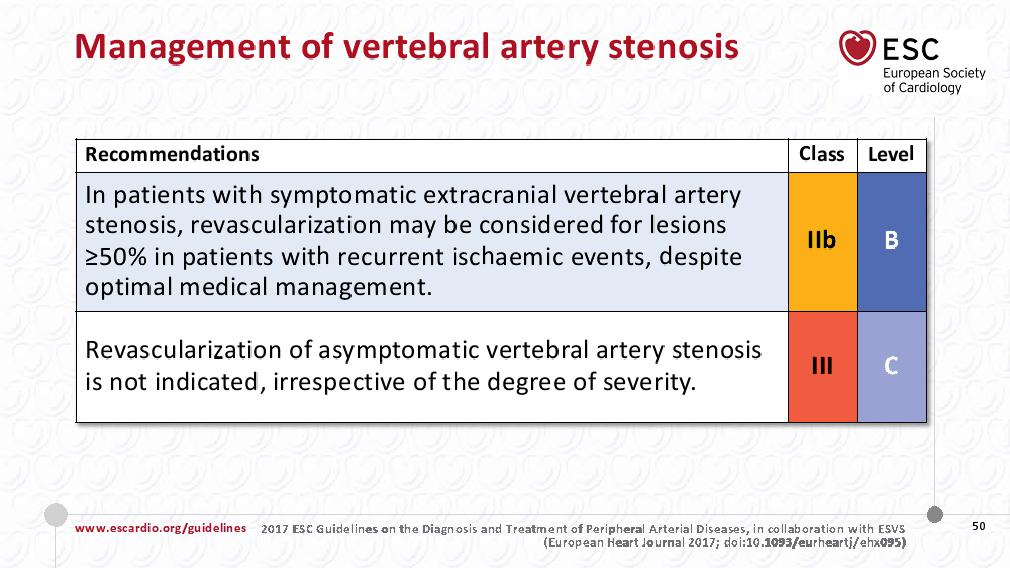 Management of vertebral artery stenosis
ESC
European Society
of Cardiology
Recommendations Class Level
In patients with symptomatic extracranial vertebral artery
stenosis, revascularization may be considered for lesions
≥50% in patients with recurrent ischaemic events, despite
optimal medical management.
IIb B
Revascularization of asymptomatic vertebral artery stenosis
is not indicated, irrespective of the degree of severity.
III C
www.escardio.org/guidelines 2017 ESC Guidelines on the Diagnosis and Treatment of Peripheral Arterial Diseases, in collaboration with ESVS
(European Heart Journal 2017; doi:10.1093/eurheartj/ehx095)
50